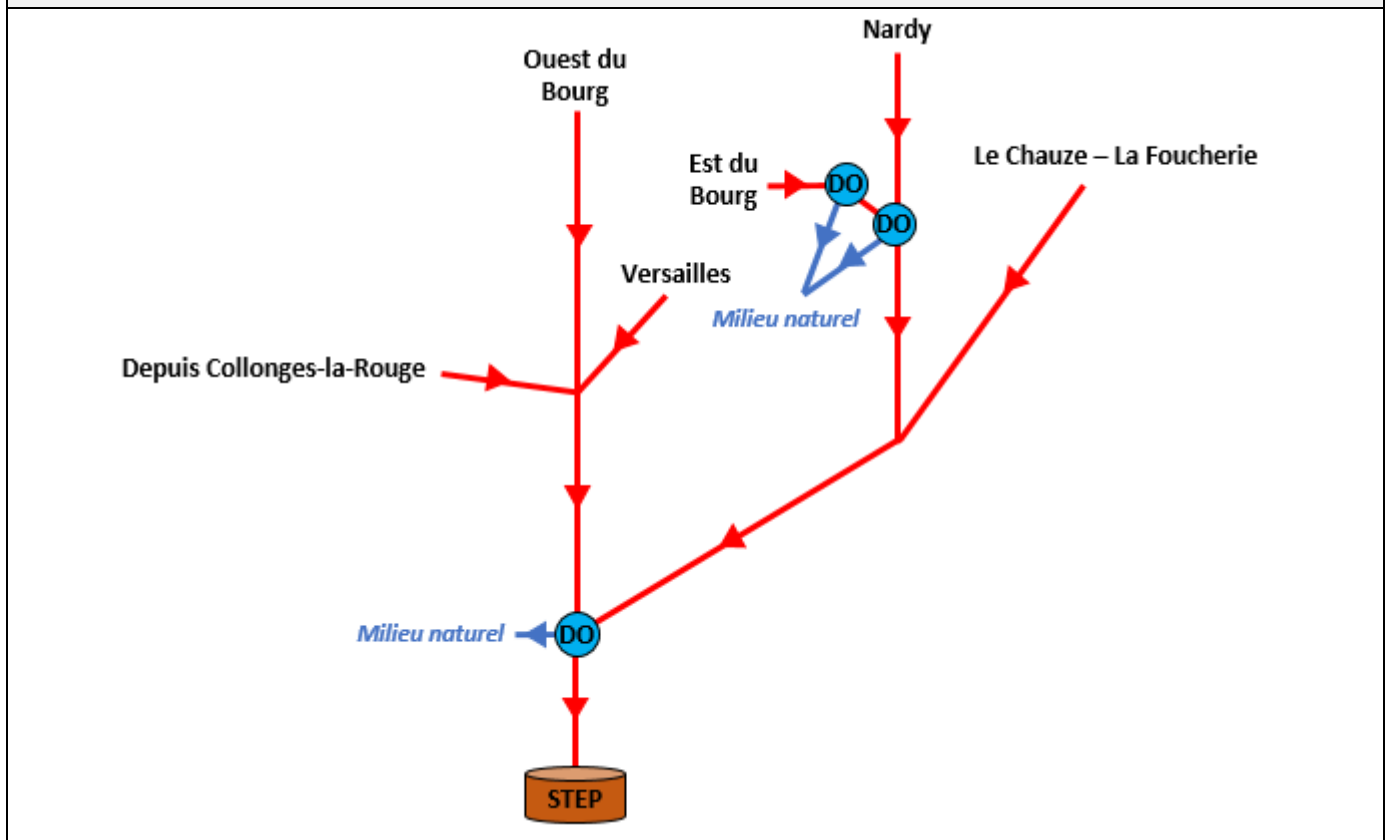 Nardy
Ouest du
Bourg
Le Chauze – La Foucherie
Est du
Bourg
DO
DO
Versailles
Milieu naturel
Depuis Collonges-la-Rouge
Milieu naturel
DO
STEP